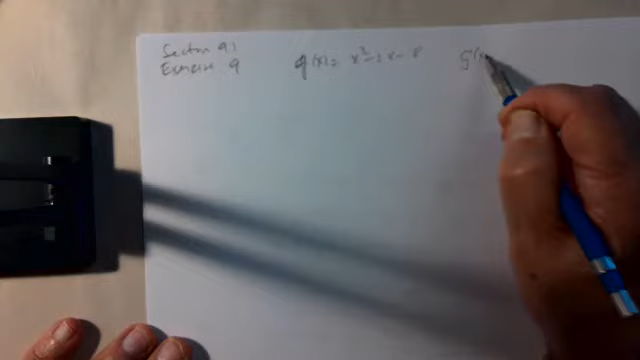 Section 9.1
Exercise 9
g(x) = x² - 2x - 8
g(x